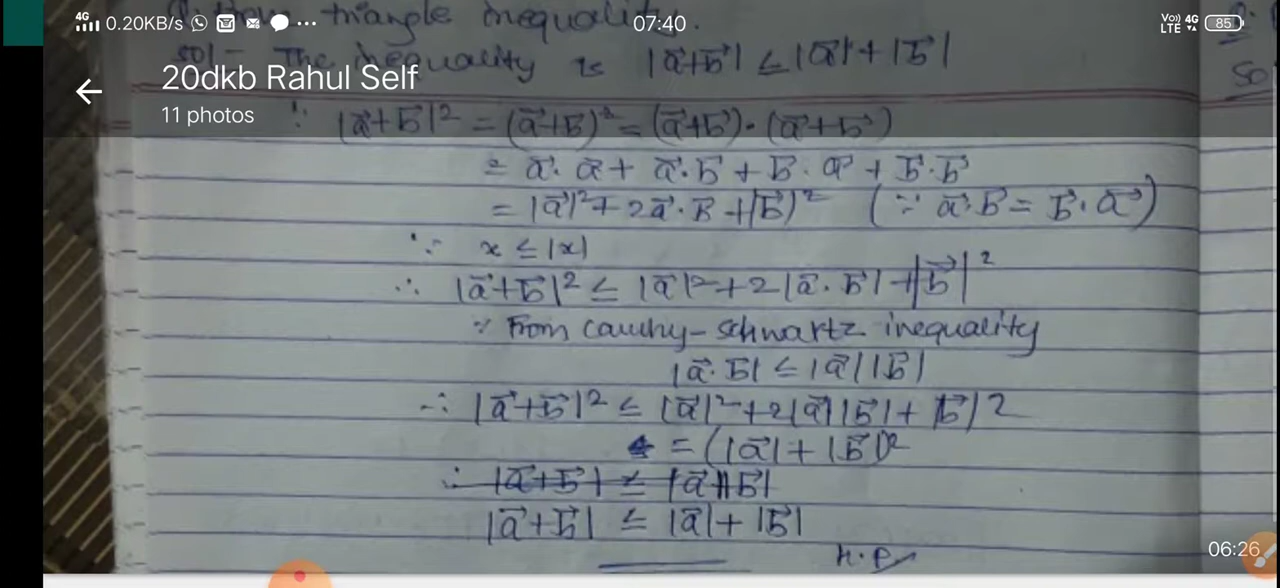 4G 0.20KB/s ... 07:40 Vo)) LTE 4G 85
triangle inequality.
sol- The inequality is |a⃗+b⃗| ≤ |a⃗| + |b⃗|
20dkb Rahul Self
11 photos
∵ |a⃗+b⃗|² = (a⃗+b⃗)² = (a⃗+b⃗)·(a⃗+b⃗)
= a⃗·a⃗ + a⃗·b⃗ + b⃗·a⃗ + b⃗·b⃗
= |a⃗|² + 2a⃗·b⃗ + |b⃗|² (∵ a⃗·b⃗ = b⃗·a⃗)
∵ x ≤ |x|
∴ |a⃗+b⃗|² ≤ |a⃗|² + 2|a⃗·b⃗| + |b⃗|²
∵ From cauchy-schwartz inequality
|a⃗·b⃗| ≤ |a⃗||b⃗|
∴ |a⃗+b⃗|² ≤ |a⃗|² + 2|a⃗||b⃗| + |b⃗|2
= (|a⃗| + |b⃗|)²
∴ |a⃗+b⃗| ≤ |a⃗||b⃗|
|a⃗+b⃗| ≤ |a⃗| + |b⃗|
H.P
06:26